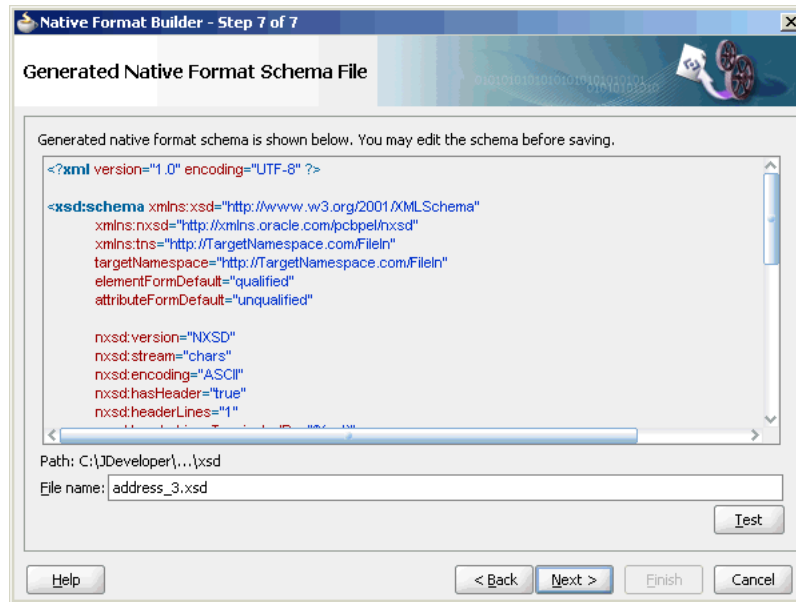 Native Format Builder - Step 7 of 7
Generated Native Format Schema File
Generated native format schema is shown below. You may edit the schema before saving.
<?xml version="1.0" encoding="UTF-8" ?>
<xsd:schema xmlns:xsd="http://www.w3.org/2001/XMLSchema"
xmlns:nxsd="http://xmlns.oracle.com/pcbpel/nxsd"
xmlns:tns="http://TargetNamespace.com/FileIn"
targetNamespace="http://TargetNamespace.com/FileIn"
elementFormDefault="qualified"
attributeFormDefault="unqualified"
nxsd:version="NXSD"
nxsd:stream="chars"
nxsd:encoding="ASCII"
nxsd:hasHeader="true"
nxsd:headerLines="1"
Path: C:\JDeveloper\...\xsd
File name: address_3.xsd
Test
Help
< Back
Next >
Finish
Cancel